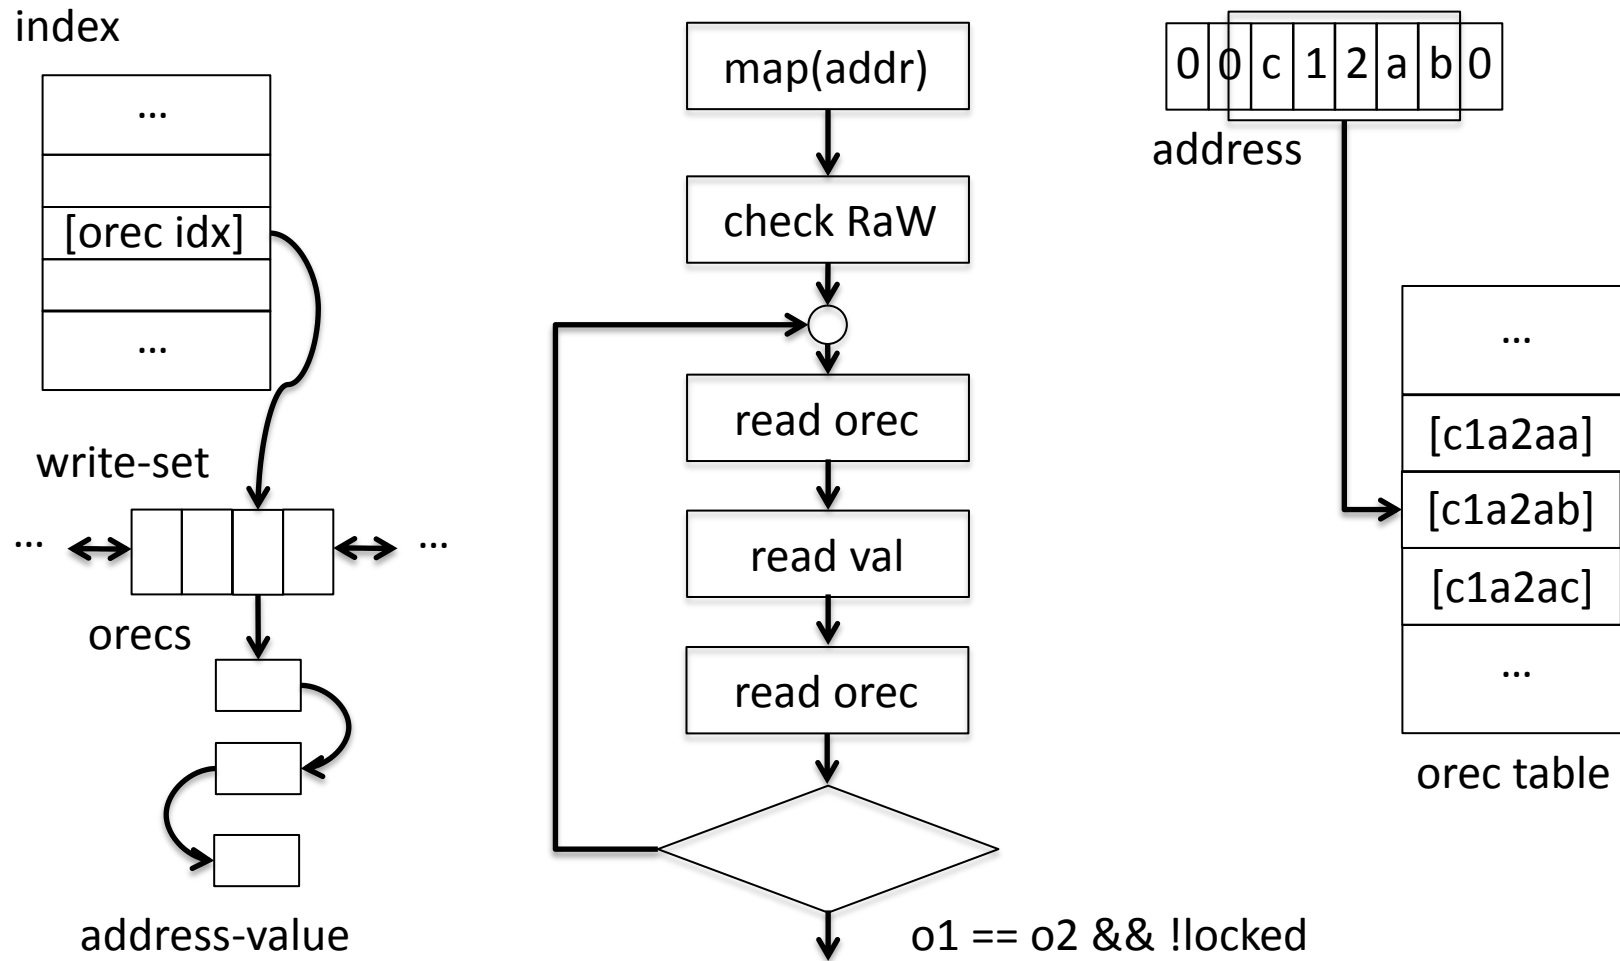 index
...
[orec idx]
...
write-set
...
...
orecs
address-value
map(addr)
check RaW
read orec
read val
read orec
o1 == o2 && !locked
0 0 c 1 2 a b 0
address
...
[c1a2aa]
[c1a2ab]
[c1a2ac]
...
orec table